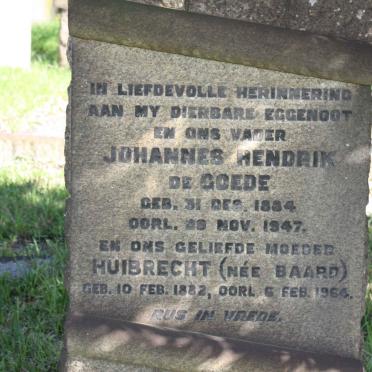 IN LIEFDEVOLLE HERINNERING
AAN MY DIERBARE EGGENOOT
EN ONS VADER
JOHANNES HENDRIK
DE GOEDE
GEB. 31 DES. 1884
OORL. 29 NOV. 1947.
EN ONS GELIEFDE MOEDER
HUIBRECHT (NÉE BAARD)
GEB. 10 FEB. 1882, OORL 6 FEB. 1964.
RUS IN VREDE.